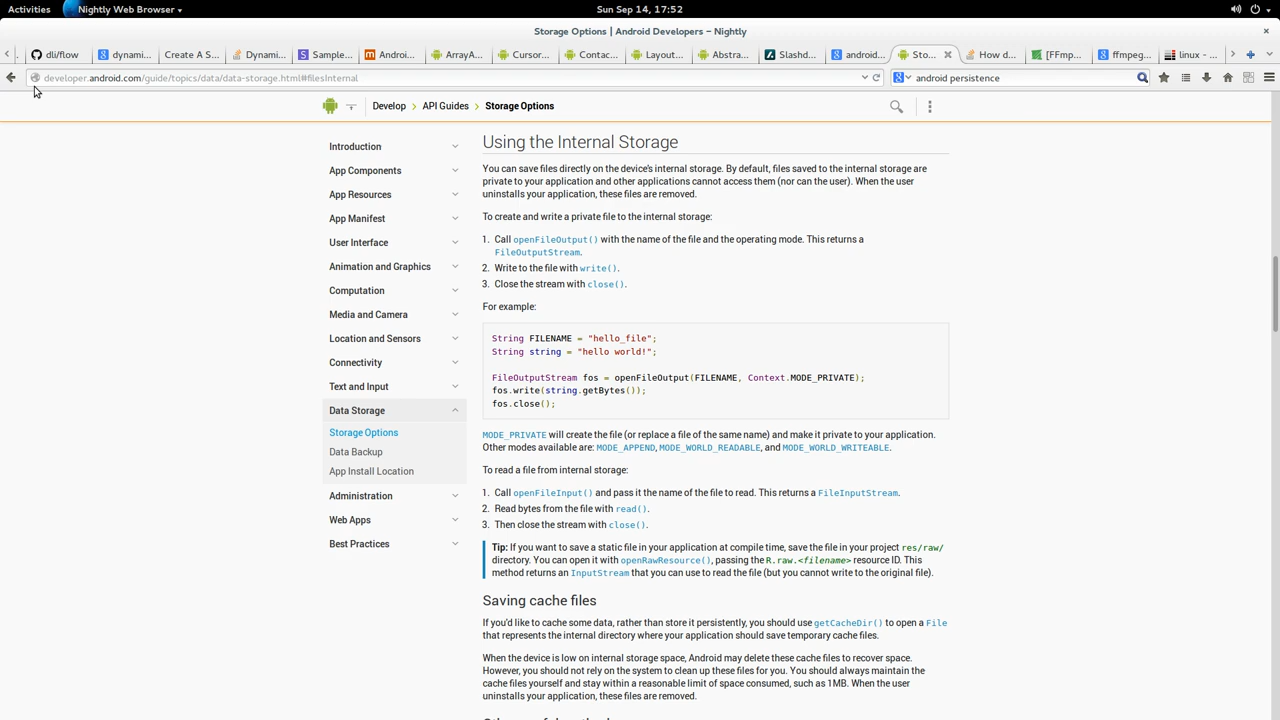 Activities Nightly Web Browser Sun Sep 14, 17:52
Storage Options | Android Developers - Nightly
dli/flow dynami... Create A S... Dynami... Sample... Androi... ArrayA... Cursor... Contac... Layout... Abstra... Slashd... android... Sto... How d... [FFmp... ffmpeg... linux - ...
developer.android.com/guide/topics/data/data-storage.html#filesInternal android persistence
Develop API Guides Storage Options
Introduction
App Components
App Resources
App Manifest
User Interface
Animation and Graphics
Computation
Media and Camera
Location and Sensors
Connectivity
Text and Input
Data Storage
Storage Options
Data Backup
App Install Location
Administration
Web Apps
Best Practices
Using the Internal Storage
You can save files directly on the device's internal storage. By default, files saved to the internal storage are
private to your application and other applications cannot access them (nor can the user). When the user
uninstalls your application, these files are removed.
To create and write a private file to the internal storage:
1. Call openFileOutput() with the name of the file and the operating mode. This returns a
FileOutputStream.
2. Write to the file with write().
3. Close the stream with close().
For example:
String FILENAME = "hello_file";
String string = "hello world!";
FileOutputStream fos = openFileOutput(FILENAME, Context.MODE_PRIVATE);
fos.write(string.getBytes());
fos.close();
MODE_PRIVATE will create the file (or replace a file of the same name) and make it private to your application.
Other modes available are: MODE_APPEND, MODE_WORLD_READABLE, and MODE_WORLD_WRITEABLE.
To read a file from internal storage:
1. Call openFileInput() and pass it the name of the file to read. This returns a FileInputStream.
2. Read bytes from the file with read().
3. Then close the stream with close().
Tip: If you want to save a static file in your application at compile time, save the file in your project res/raw/
directory. You can open it with openRawResource(), passing the R.raw.<filename> resource ID. This
method returns an InputStream that you can use to read the file (but you cannot write to the original file).
Saving cache files
If you'd like to cache some data, rather than store it persistently, you should use getCacheDir() to open a File
that represents the internal directory where your application should save temporary cache files.
When the device is low on internal storage space, Android may delete these cache files to recover space.
However, you should not rely on the system to clean up these files for you. You should always maintain the
cache files yourself and stay within a reasonable limit of space consumed, such as 1MB. When the user
uninstalls your application, these files are removed.